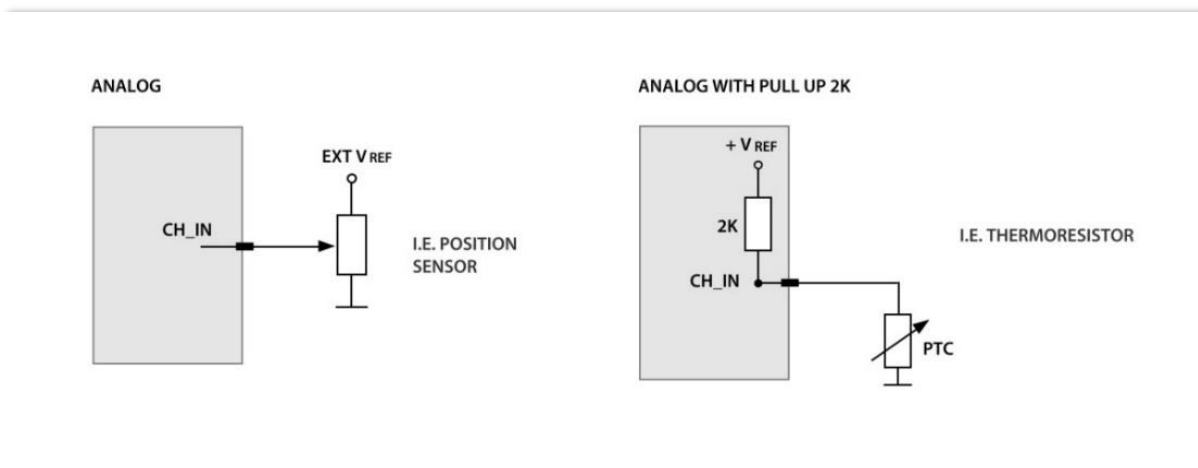 ANALOG
EXT V REF
CH_IN
I.E. POSITION
SENSOR
ANALOG WITH PULL UP 2K
+ V REF
2K
CH_IN
I.E. THERMORESISTOR
PTC